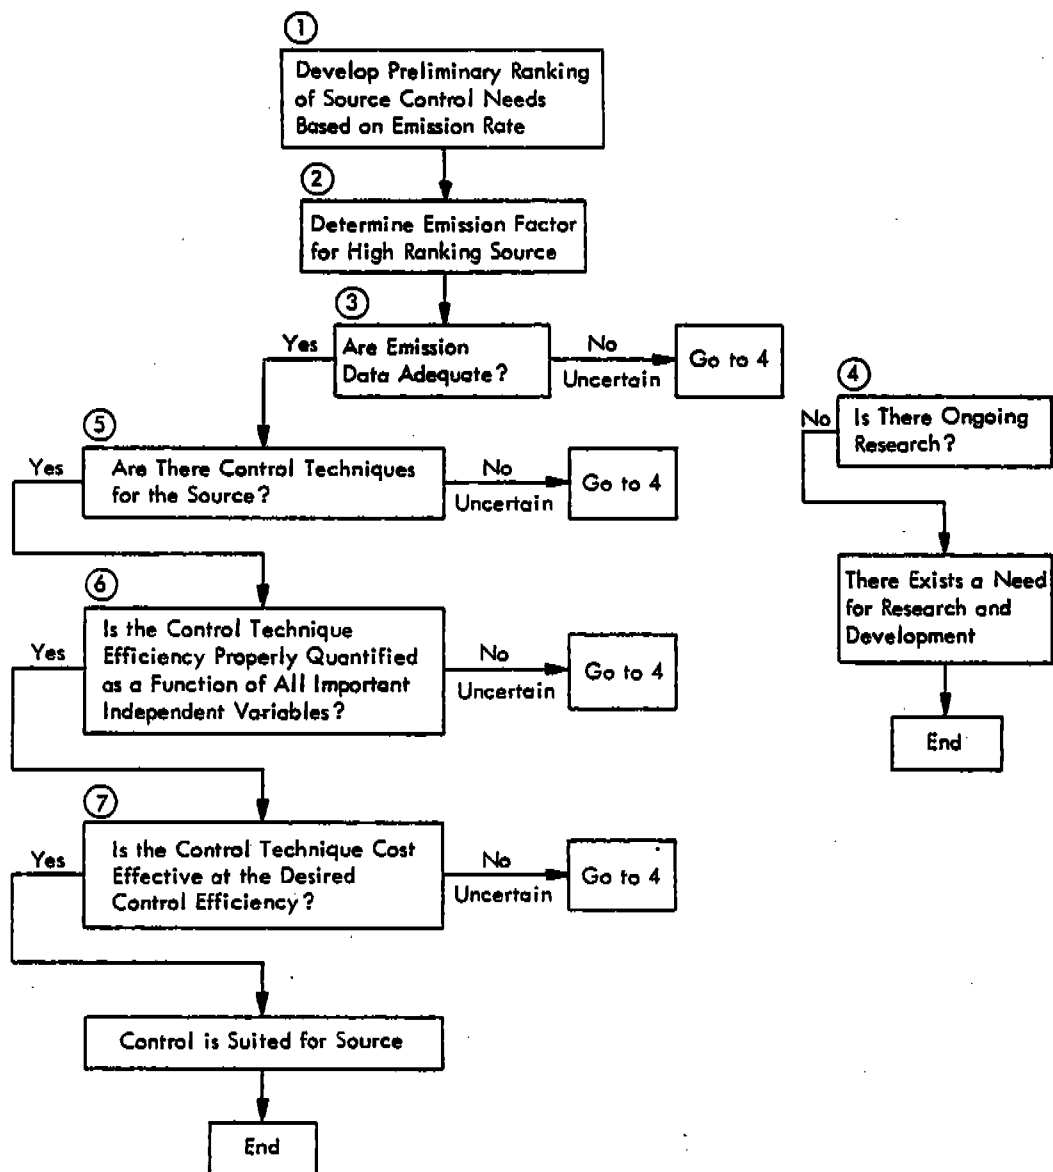 1
Develop Preliminary Ranking
of Source Control Needs
Based on Emission Rate
2
Determine Emission Factor
for High Ranking Source
3
Are Emission
Data Adequate?
Yes
No
Uncertain
Go to 4
4
Is There Ongoing
Research?
No
There Exists a Need
for Research and
Development
End
5
Are There Control Techniques
for the Source?
Yes
No
Uncertain
Go to 4
6
Is the Control Technique
Efficiency Properly Quantified
as a Function of All Important
Independent Variables?
Yes
No
Uncertain
Go to 4
7
Is the Control Technique Cost
Effective at the Desired
Control Efficiency?
Yes
No
Uncertain
Go to 4
Control is Suited for Source
End